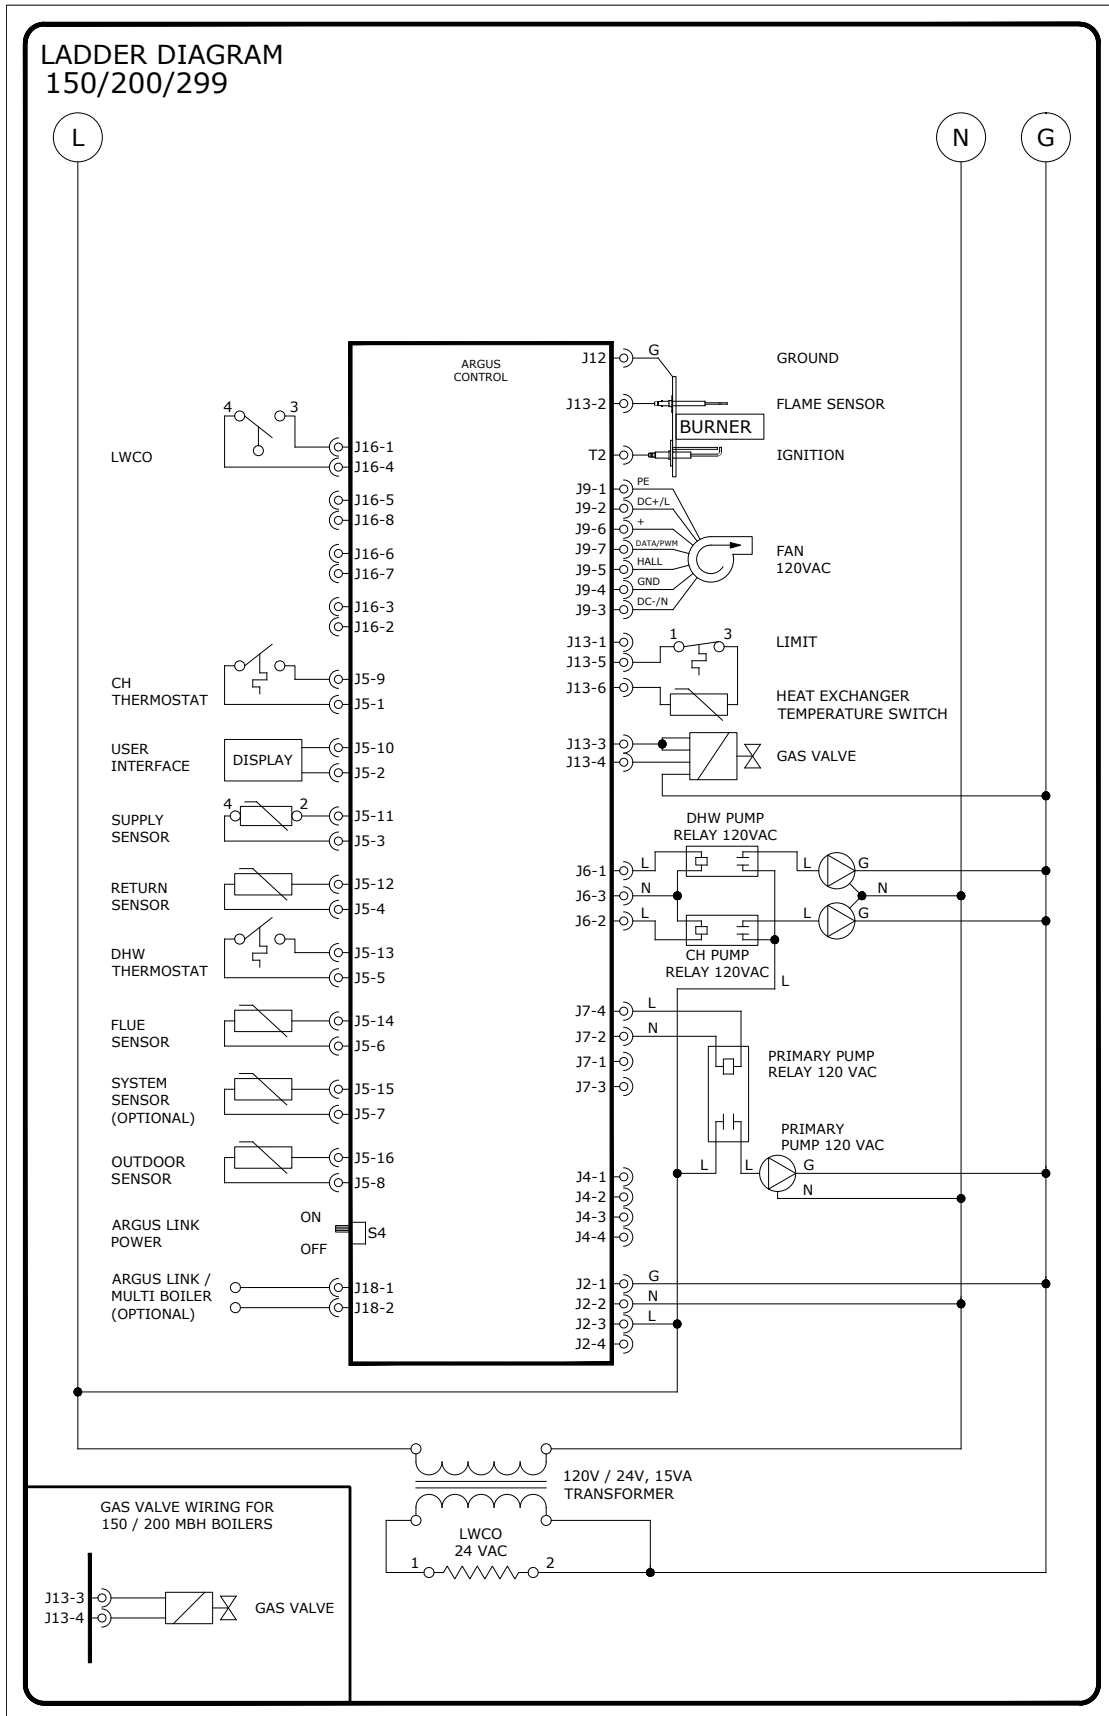 LADDER DIAGRAM
150/200/299
L
N
G
ARGUS
CONTROL
LWCO
4
3
J16-1
J16-4
J16-5
J16-8
J16-6
J16-7
J16-3
J16-2
CH
THERMOSTAT
J5-9
J5-1
USER
INTERFACE
DISPLAY
J5-10
J5-2
SUPPLY
SENSOR
4
2
J5-11
J5-3
RETURN
SENSOR
J5-12
J5-4
DHW
THERMOSTAT
J5-13
J5-5
FLUE
SENSOR
J5-14
J5-6
SYSTEM
SENSOR
(OPTIONAL)
J5-15
J5-7
OUTDOOR
SENSOR
J5-16
J5-8
ARGUS LINK
POWER
ON
OFF
S4
ARGUS LINK /
MULTI BOILER
(OPTIONAL)
J18-1
J18-2
J12
G
GROUND
J13-2
FLAME SENSOR
BURNER
T2
IGNITION
J9-1
PE
J9-2
DC+/L
J9-6
+
J9-7
DATA/PWM
J9-5
HALL
J9-4
GND
J9-3
DC-/N
FAN
120VAC
J13-1
J13-5
J13-6
1
3
LIMIT
HEAT EXCHANGER
TEMPERATURE SWITCH
J13-3
J13-4
GAS VALVE
DHW PUMP
RELAY 120VAC
J6-1
L
L
G
J6-3
N
N
J6-2
L
L
G
CH PUMP
RELAY 120VAC
L
J7-4
L
J7-2
N
J7-1
J7-3
PRIMARY PUMP
RELAY 120 VAC
PRIMARY
PUMP 120 VAC
L
L
G
N
J4-1
J4-2
J4-3
J4-4
J2-1
G
J2-2
N
J2-3
L
J2-4
120V / 24V, 15VA
TRANSFORMER
LWCO
24 VAC
1
2
GAS VALVE WIRING FOR
150 / 200 MBH BOILERS
J13-3
J13-4
GAS VALVE